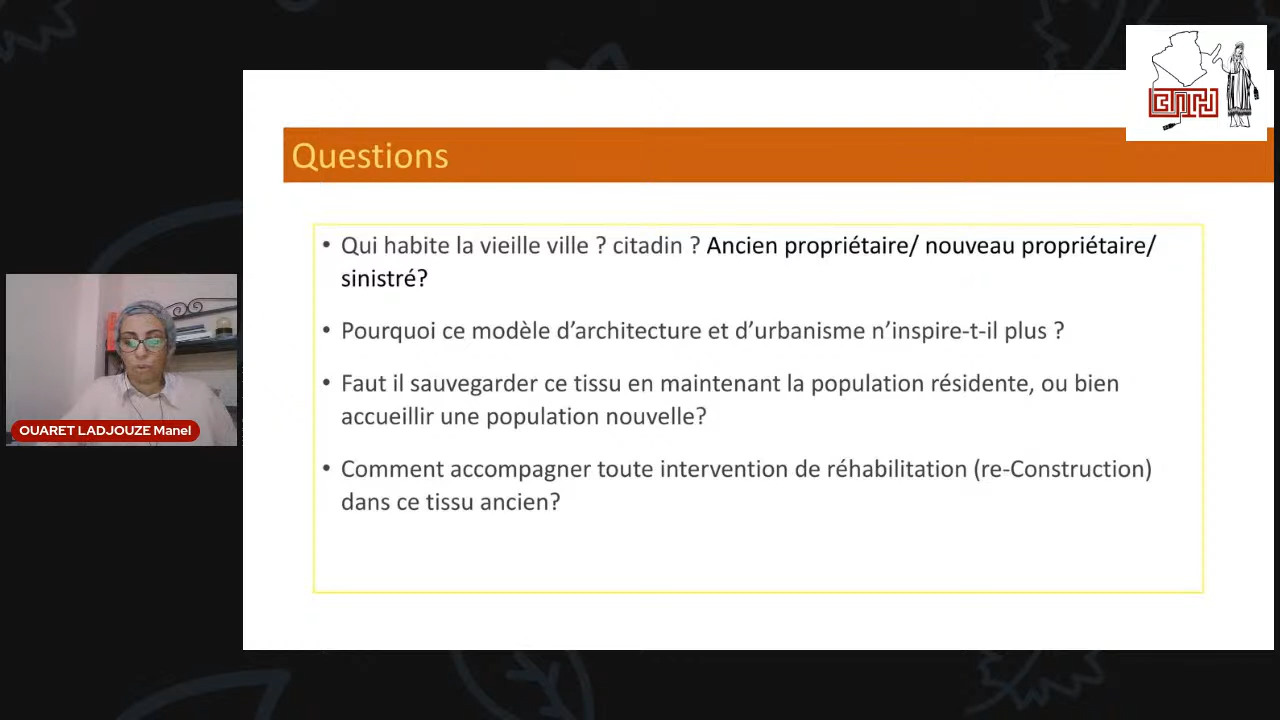 Questions
• Qui habite la vieille ville ? citadin ? Ancien propriétaire/ nouveau propriétaire/
sinistré?
• Pourquoi ce modèle d’architecture et d’urbanisme n’inspire-t-il plus ?
• Faut il sauvegarder ce tissu en maintenant la population résidente, ou bien
accueillir une population nouvelle?
• Comment accompagner toute intervention de réhabilitation (re-Construction)
dans ce tissu ancien?
OUARET LADJOUZE Manel